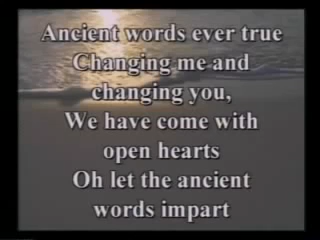 Ancient words ever true
Changing me and
changing you,
We have come with
open hearts
Oh let the ancient
words impart